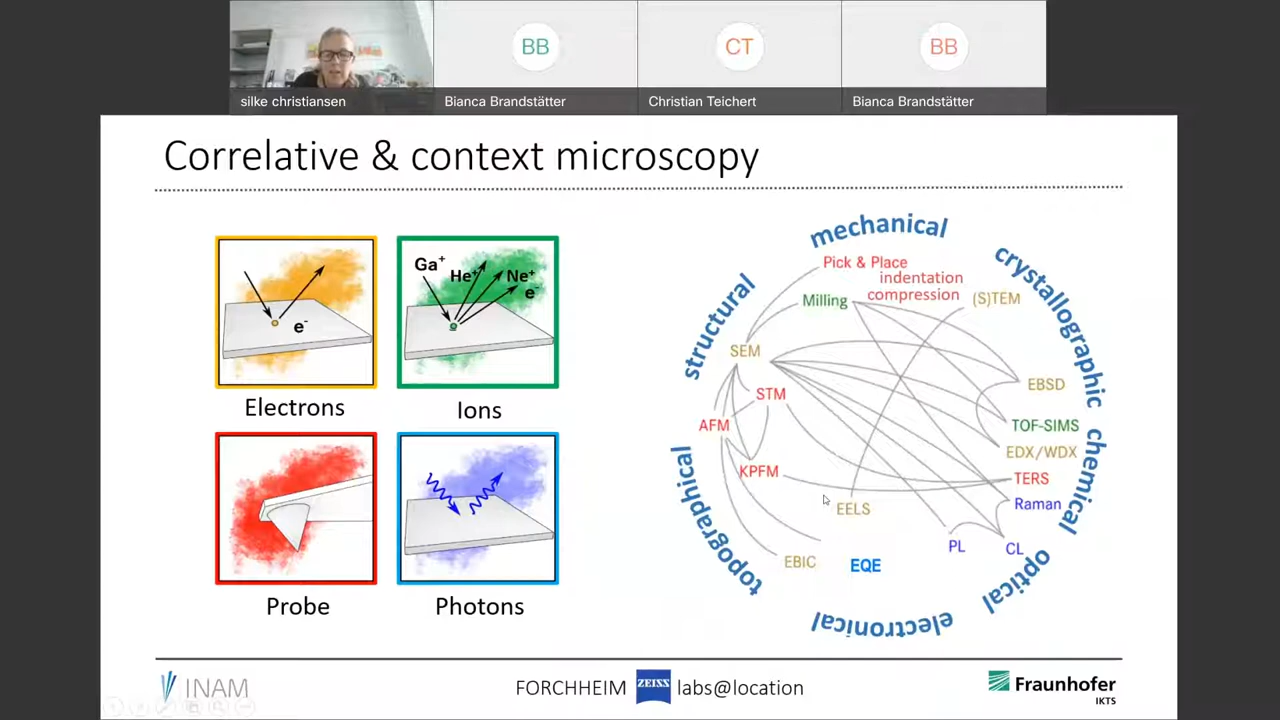 BB
CT
BB
silke christiansen
Bianca Brandstätter
Christian Teichert
Bianca Brandstätter
Correlative & context microscopy
e-
Electrons
Ga+
He+
Ne+
e-
Ions
Probe
Photons
mechanical
crystallographic
chemical
optical
electronical
topographical
structural
Pick & Place
indentation
compression
Milling
(S)TEM
SEM
EBSD
STM
AFM
TOF-SIMS
EDX/WDX
KPFM
TERS
Raman
EELS
PL
CL
EBIC
EQE
INAM
FORCHHEIM ZEISS labs@location
Fraunhofer
IKTS